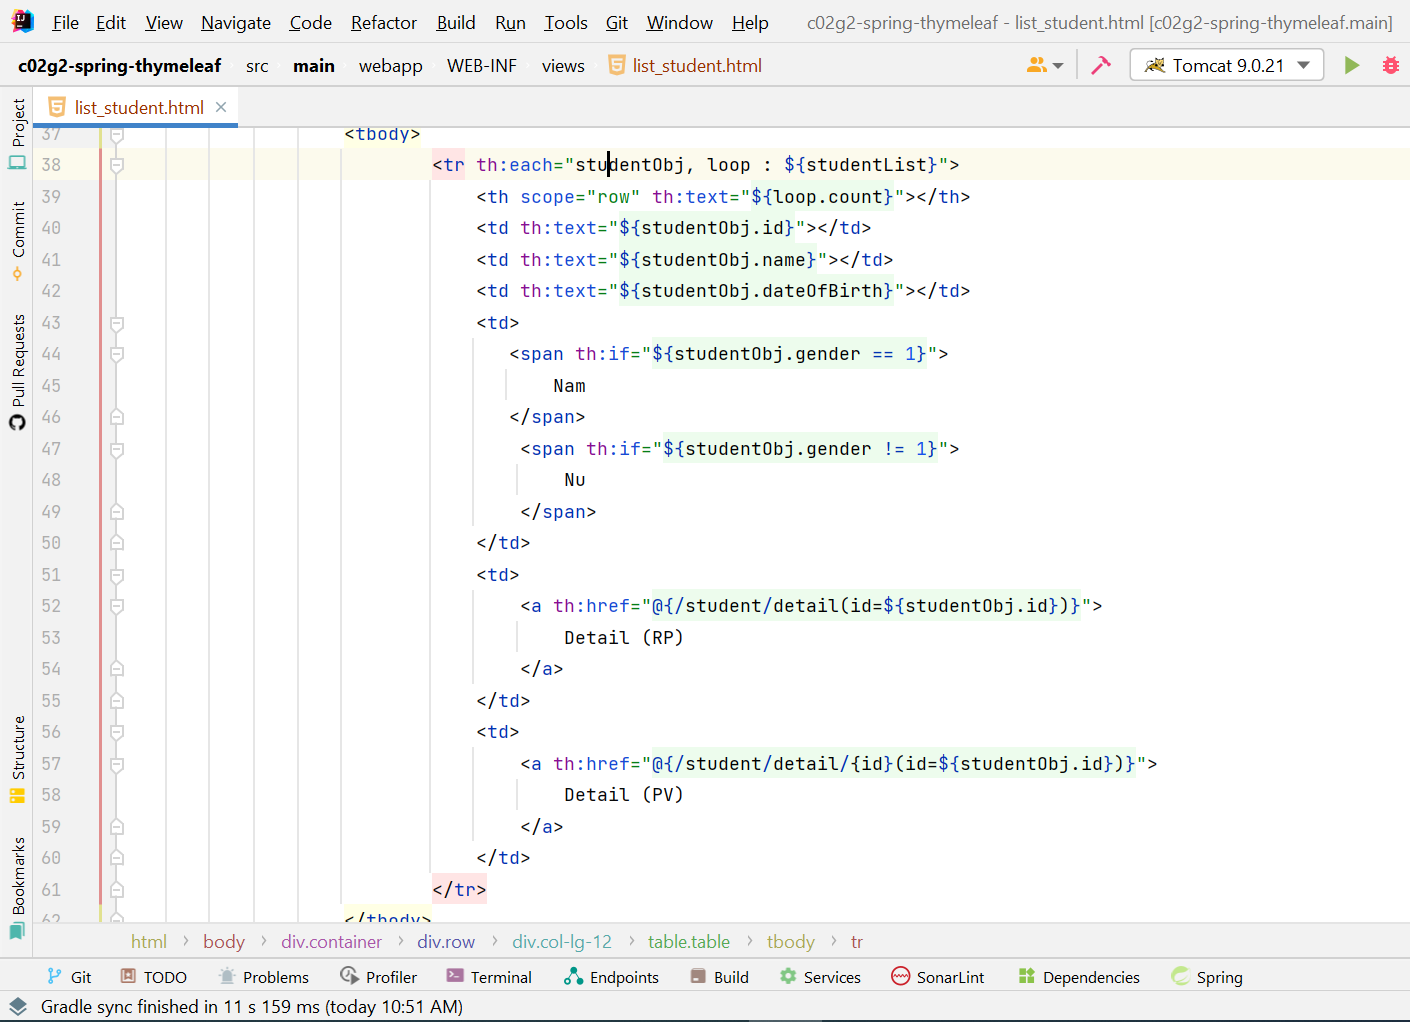 File Edit View Navigate Code Refactor Build Run Tools Git Window Help c02g2-spring-thymeleaf - list_student.html [c02g2-spring-thymeleaf.main]
c02g2-spring-thymeleaf src main webapp WEB-INF views list_student.html Tomcat 9.0.21
list_student.html
Project
Commit
Pull Requests
Structure
Bookmarks
37 <tbody>
38 <tr th:each="studentObj, loop : ${studentList}">
39 <th scope="row" th:text="${loop.count}"></th>
40 <td th:text="${studentObj.id}"></td>
41 <td th:text="${studentObj.name}"></td>
42 <td th:text="${studentObj.dateOfBirth}"></td>
43 <td>
44 <span th:if="${studentObj.gender == 1}">
45 Nam
46 </span>
47 <span th:if="${studentObj.gender != 1}">
48 Nu
49 </span>
50 </td>
51 <td>
52 <a th:href="@{/student/detail(id=${studentObj.id})}">
53 Detail (RP)
54 </a>
55 </td>
56 <td>
57 <a th:href="@{/student/detail/{id}(id=${studentObj.id})}">
58 Detail (PV)
59 </a>
60 </td>
61 </tr>
62 </tbody>
html body div.container div.row div.col-lg-12 table.table tbody tr
Git TODO Problems Profiler Terminal Endpoints Build Services SonarLint Dependencies Spring
Gradle sync finished in 11 s 159 ms (today 10:51 AM)